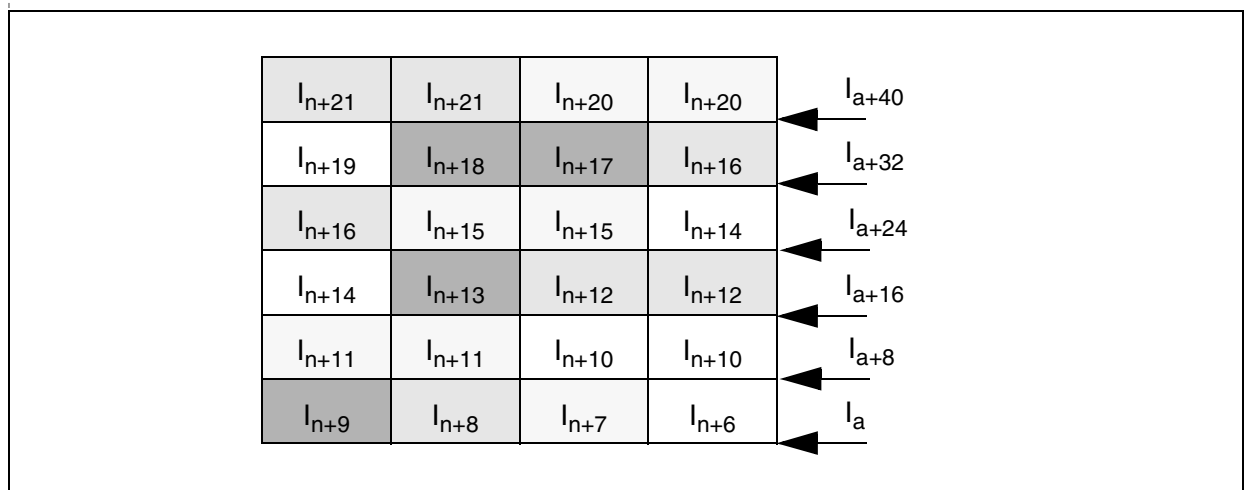 Iₙ₊₂₁ Iₙ₊₂₁ Iₙ₊₂₀ Iₙ₊₂₀ Iₐ₊₄₀
Iₙ₊₁₉ Iₙ₊₁₈ Iₙ₊₁₇ Iₙ₊₁₆ Iₐ₊₃₂
Iₙ₊₁₆ Iₙ₊₁₅ Iₙ₊₁₅ Iₙ₊₁₄ Iₐ₊₂₄
Iₙ₊₁₄ Iₙ₊₁₃ Iₙ₊₁₂ Iₙ₊₁₂ Iₐ₊₁₆
Iₙ₊₁₁ Iₙ₊₁₁ Iₙ₊₁₀ Iₙ₊₁₀ Iₐ₊₈
Iₙ₊₉ Iₙ₊₈ Iₙ₊₇ Iₙ₊₆ Iₐ